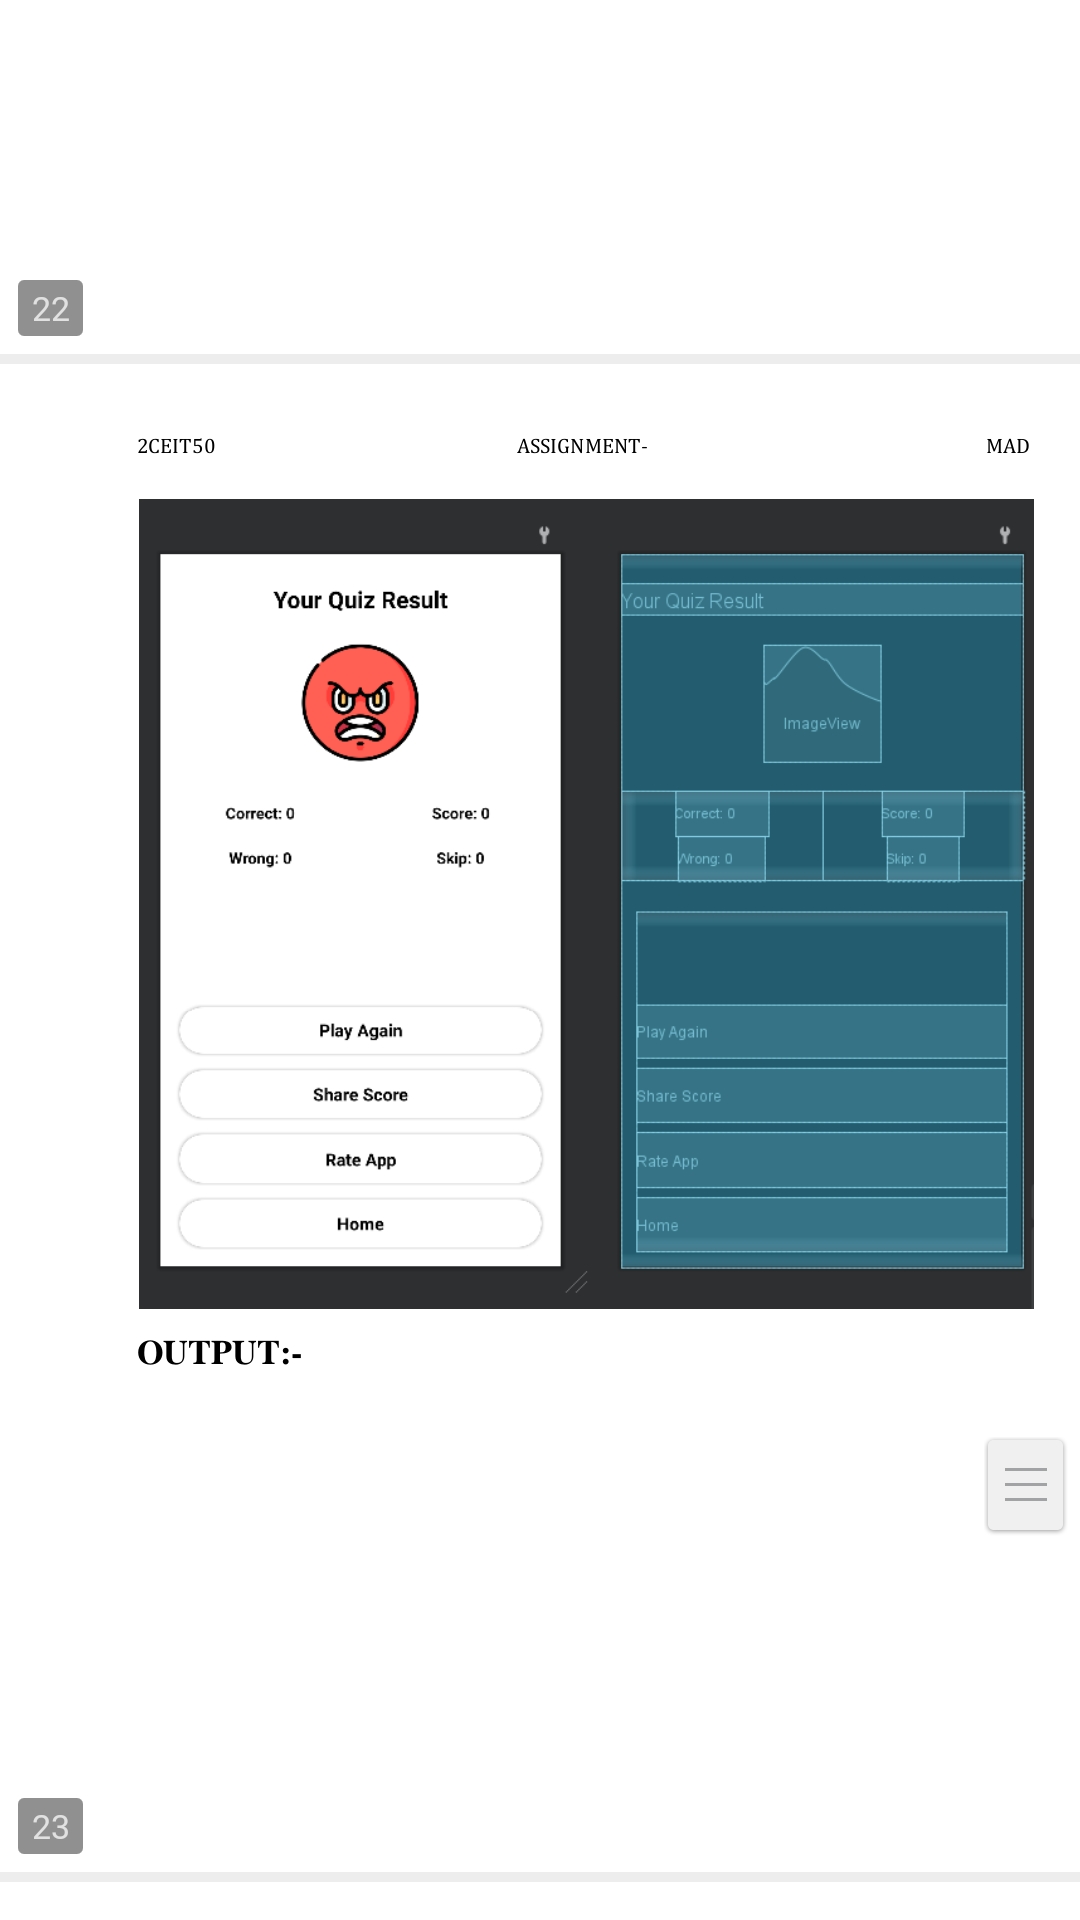 22
2CEIT50 ASSIGNMENT- MAD
Your Quiz Result
Correct: 0 Score: 0
Wrong: 0 Skip: 0
Play Again
Share Score
Rate App
Home
Your Quiz Result
ImageView
Correct: 0 Score: 0
Wrong: 0 Skip: 0
Play Again
Share Score
Rate App
Home
OUTPUT:-
23